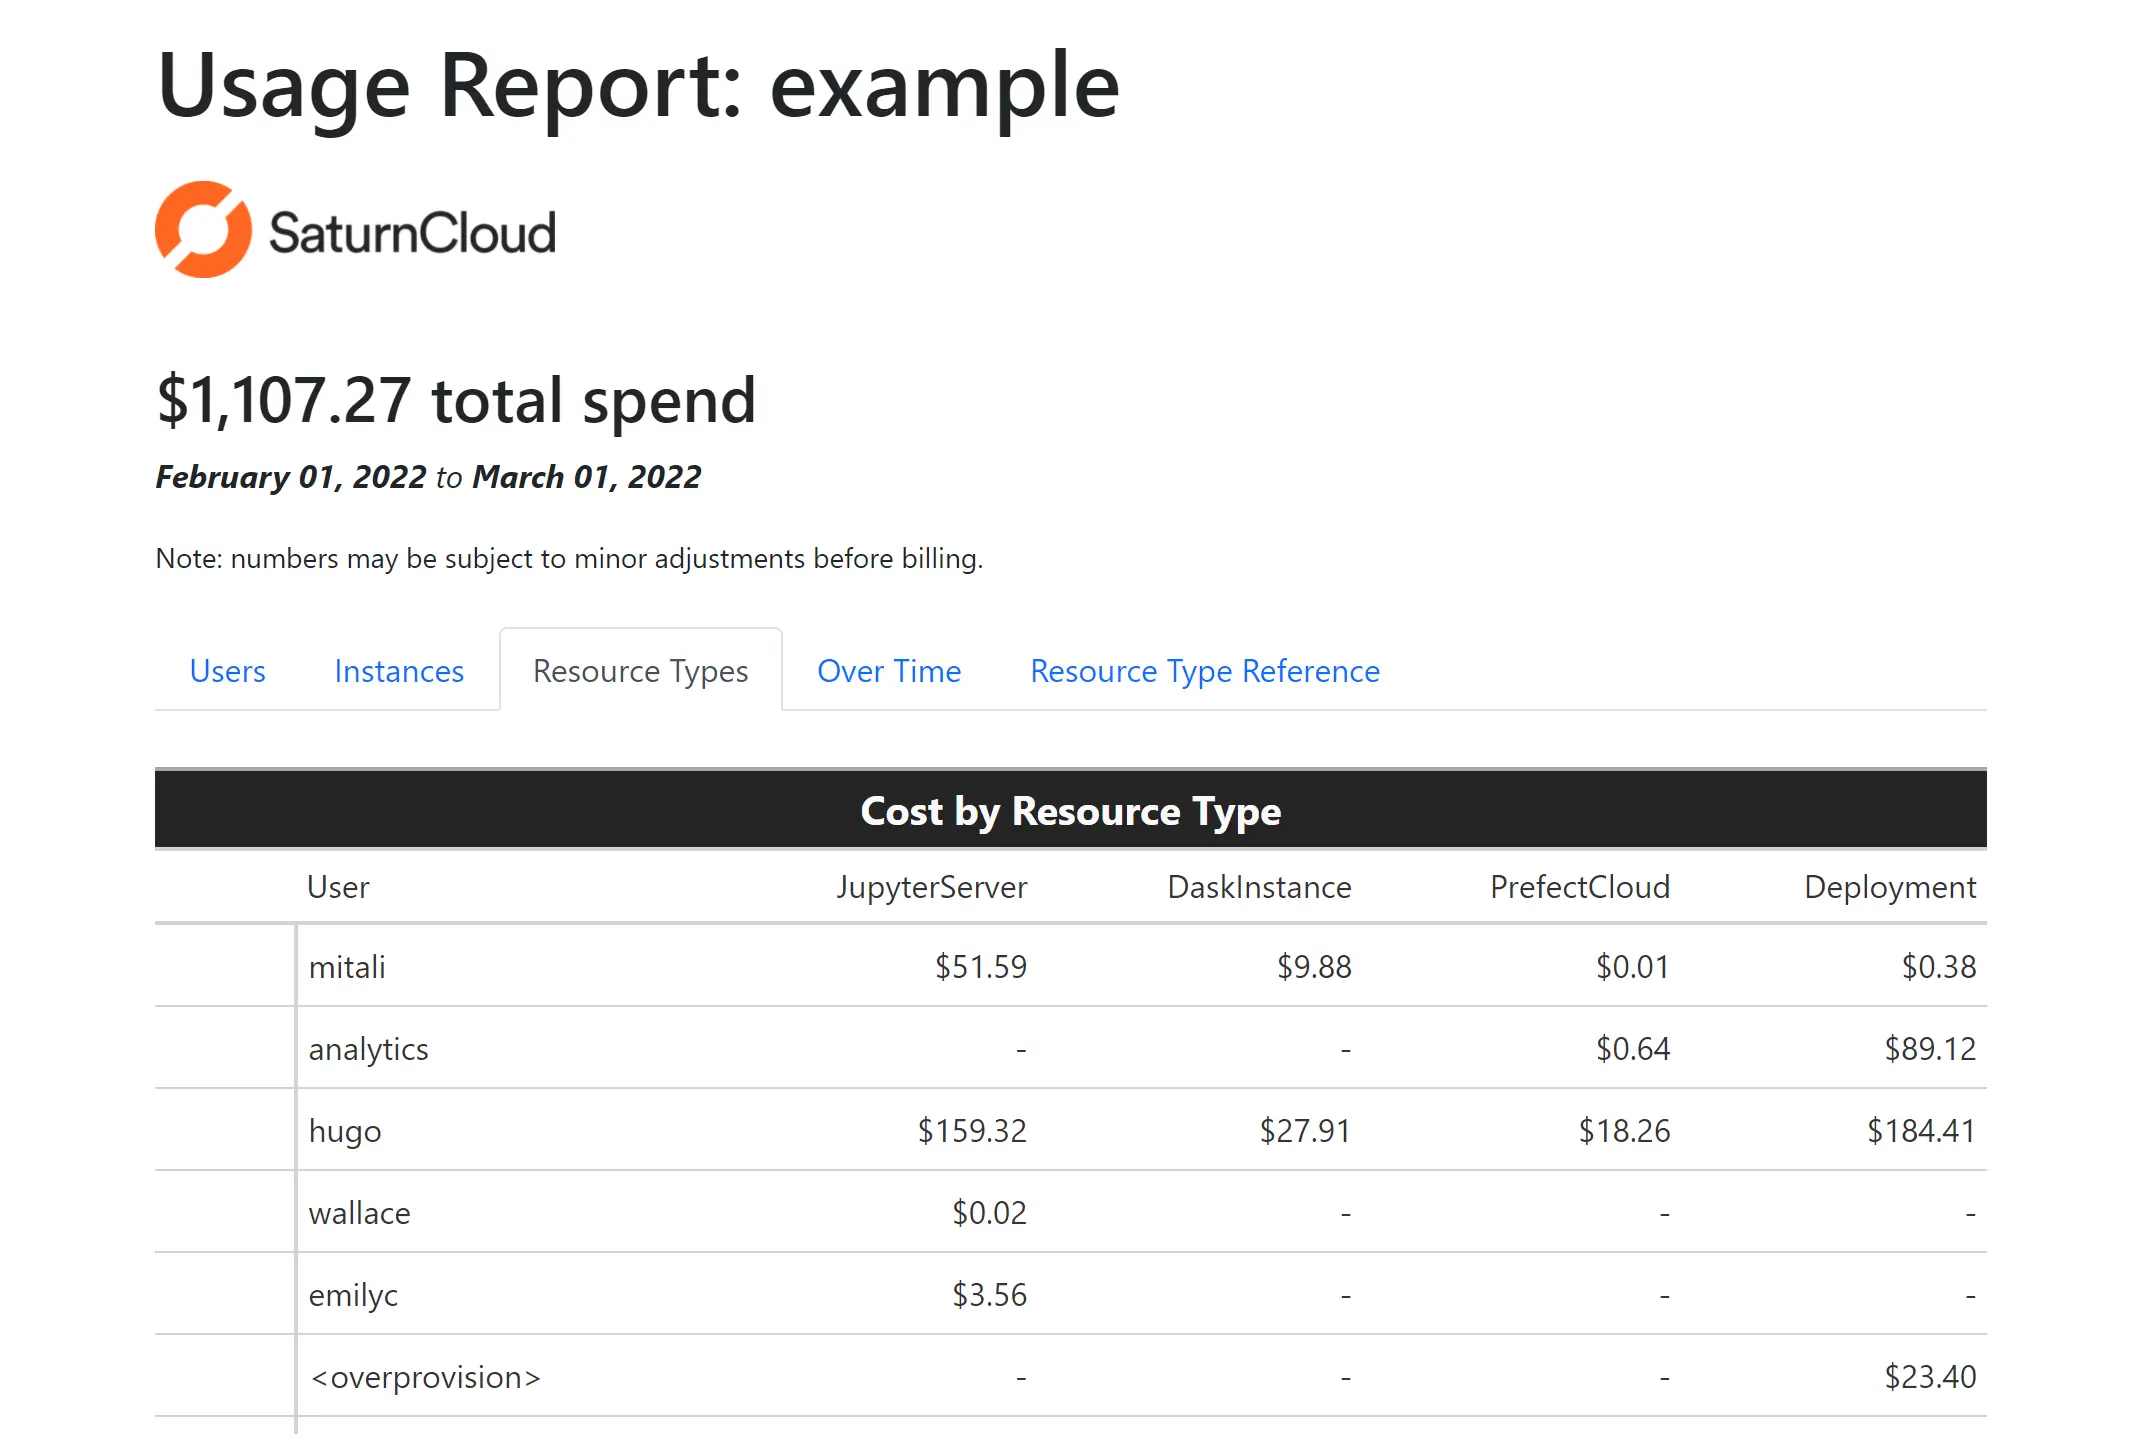 Usage Report: example
SaturnCloud
$1,107.27 total spend
February 01, 2022 to March 01, 2022
Note: numbers may be subject to minor adjustments before billing.
Users Instances Resource Types Over Time Resource Type Reference
Cost by Resource Type
User JupyterServer DaskInstance PrefectCloud Deployment
mitali $51.59 $9.88 $0.01 $0.38
analytics - - $0.64 $89.12
hugo $159.32 $27.91 $18.26 $184.41
wallace $0.02 - - -
emilyc $3.56 - - -
<overprovision> - - - $23.40